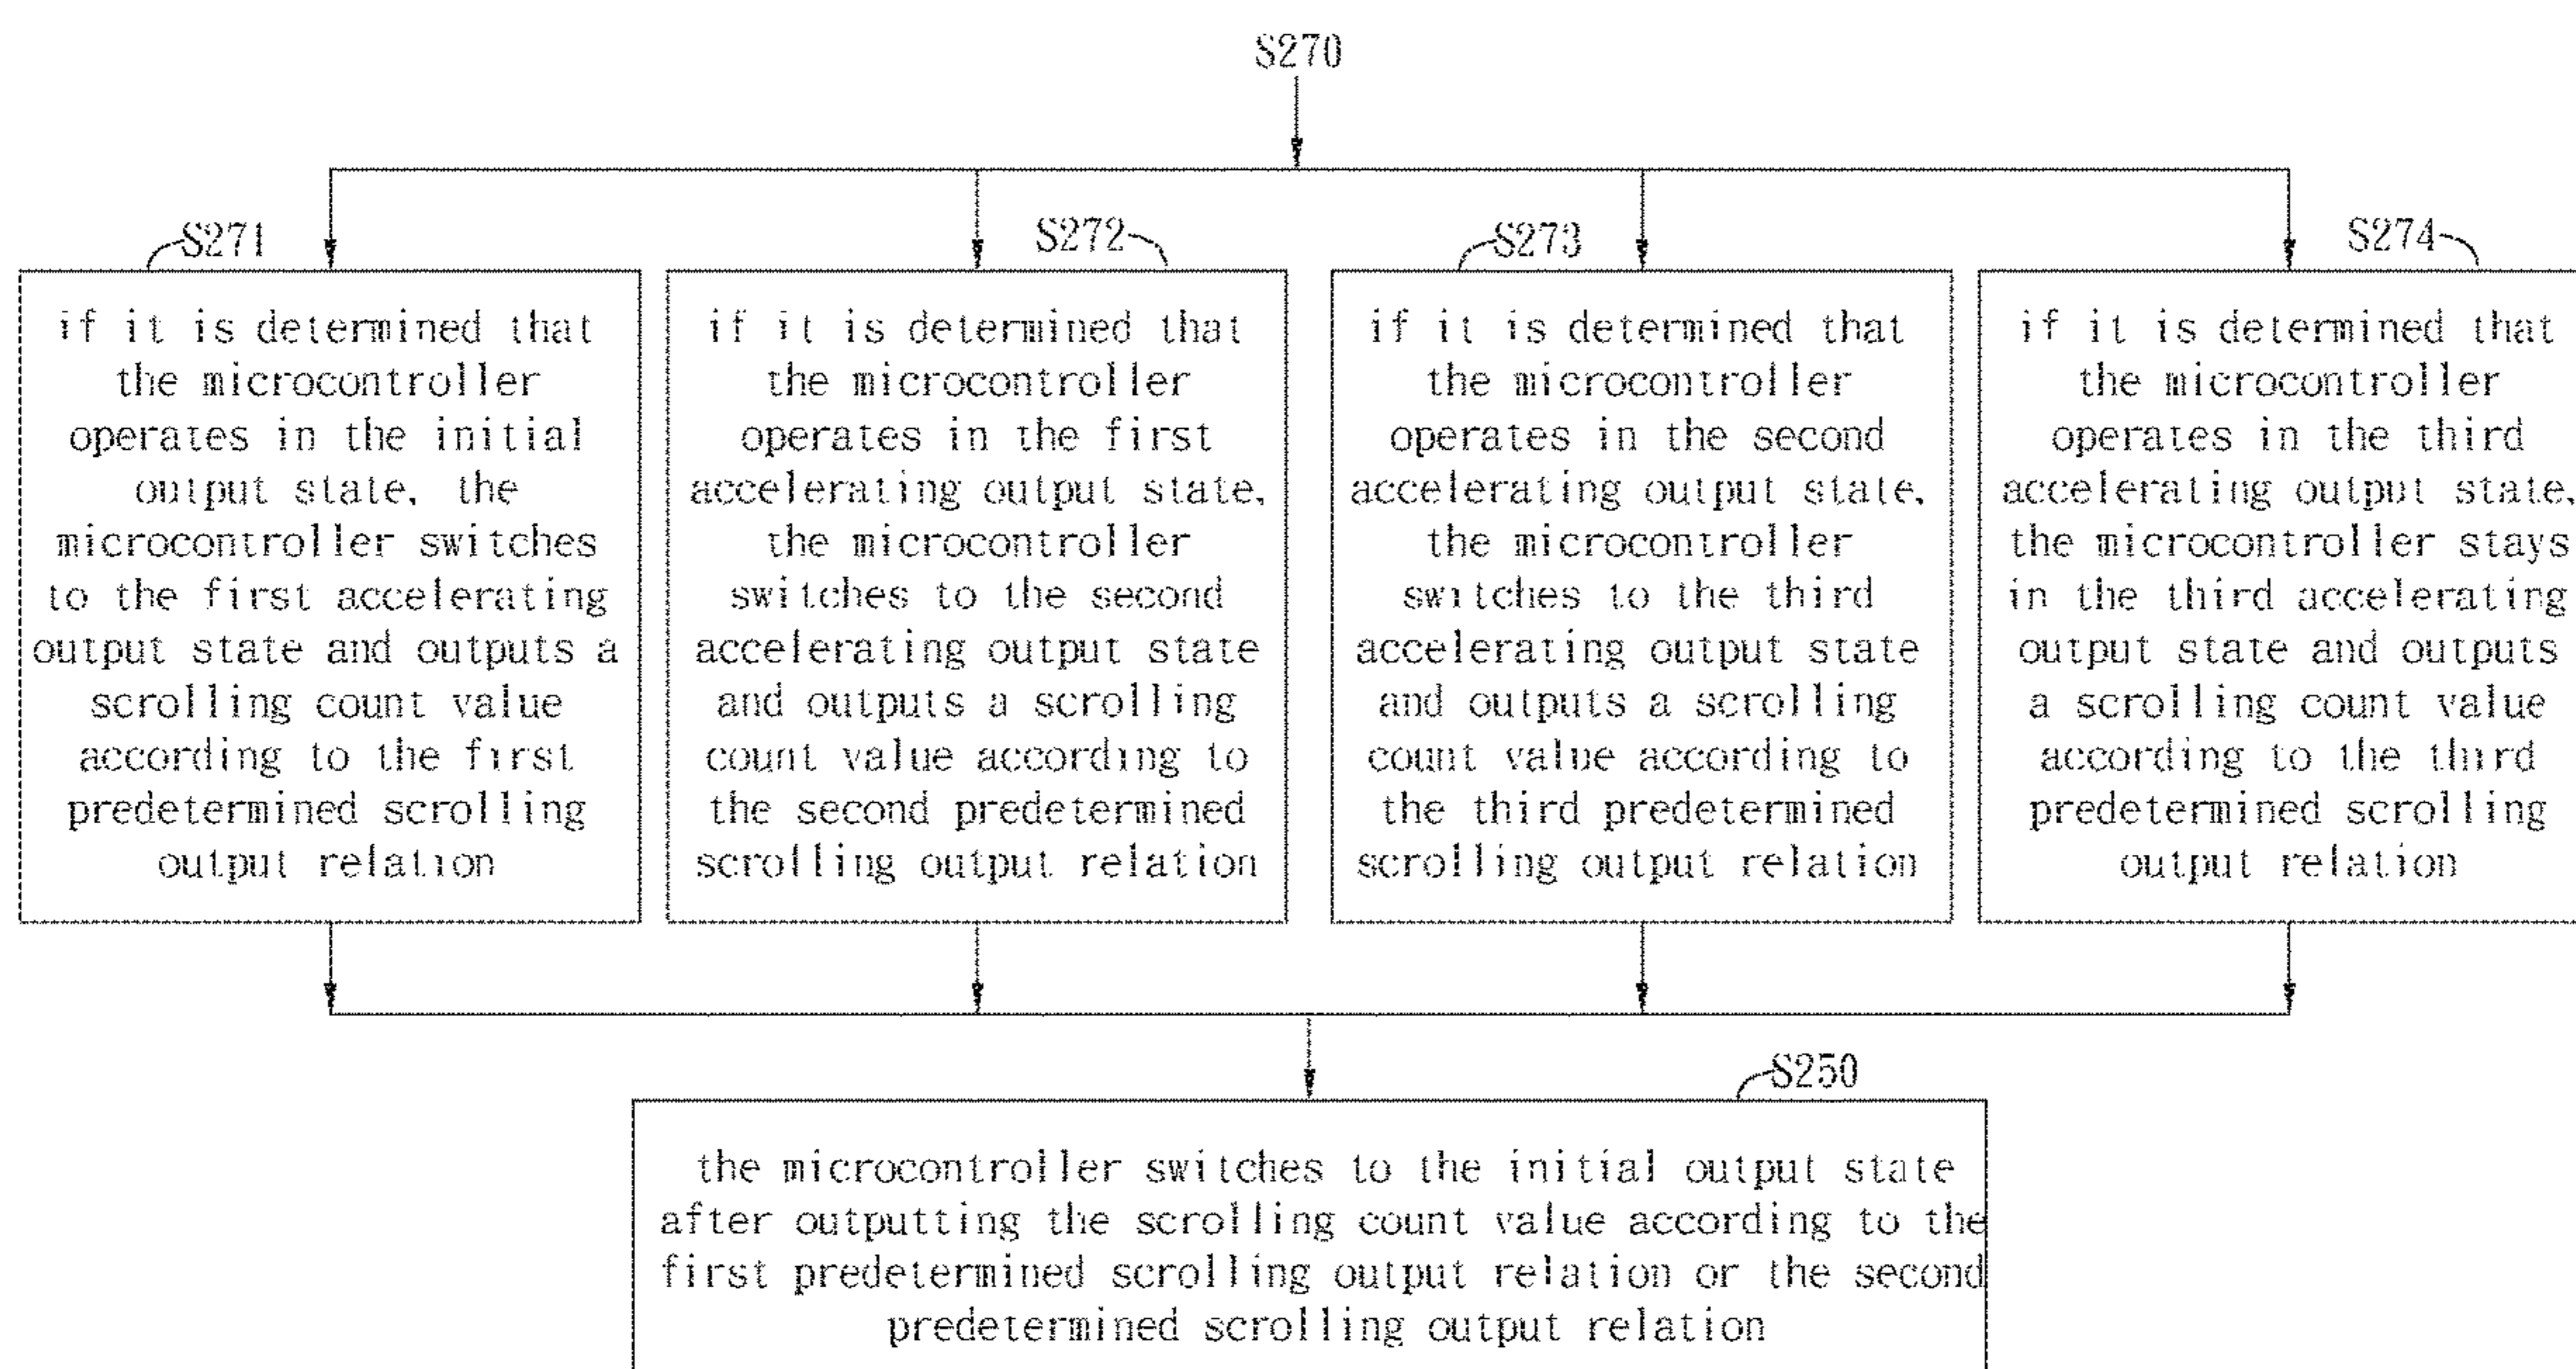 S270
S271
if it is determined that
the microcontroller
operates in the initial
output state, the
microcontroller switches
to the first accelerating
output state and outputs a
scrolling count value
according to the first
predetermined scrolling
output relation
S272
if it is determined that
the microcontroller
operates in the first
accelerating output state,
the microcontroller
switches to the second
accelerating output state
and outputs a scrolling
count value according to
the second predetermined
scrolling output relation
S273
if it is determined that
the microcontroller
operates in the second
accelerating output state,
the microcontroller
switches to the third
accelerating output state
and outputs a scrolling
count value according to
the third predetermined
scrolling output relation
S274
if it is determined that
the microcontroller
operates in the third
accelerating output state,
the microcontroller stays
in the third accelerating
output state and outputs
a scrolling count value
according to the third
predetermined scrolling
output relation
S250
the microcontroller switches to the initial output state
after outputting the scrolling count value according to the
first predetermined scrolling output relation or the second
predetermined scrolling output relation